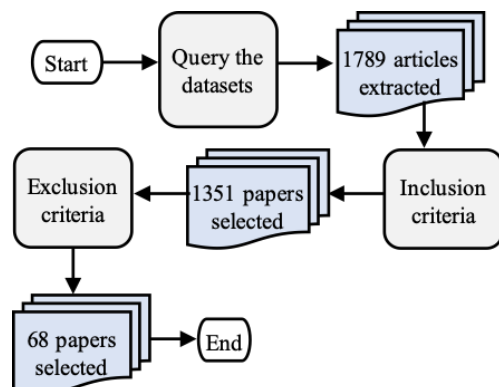 Start
Query the
datasets
1789 articles
extracted
Inclusion
criteria
1351 papers
selected
Exclusion
criteria
68 papers
selected
End